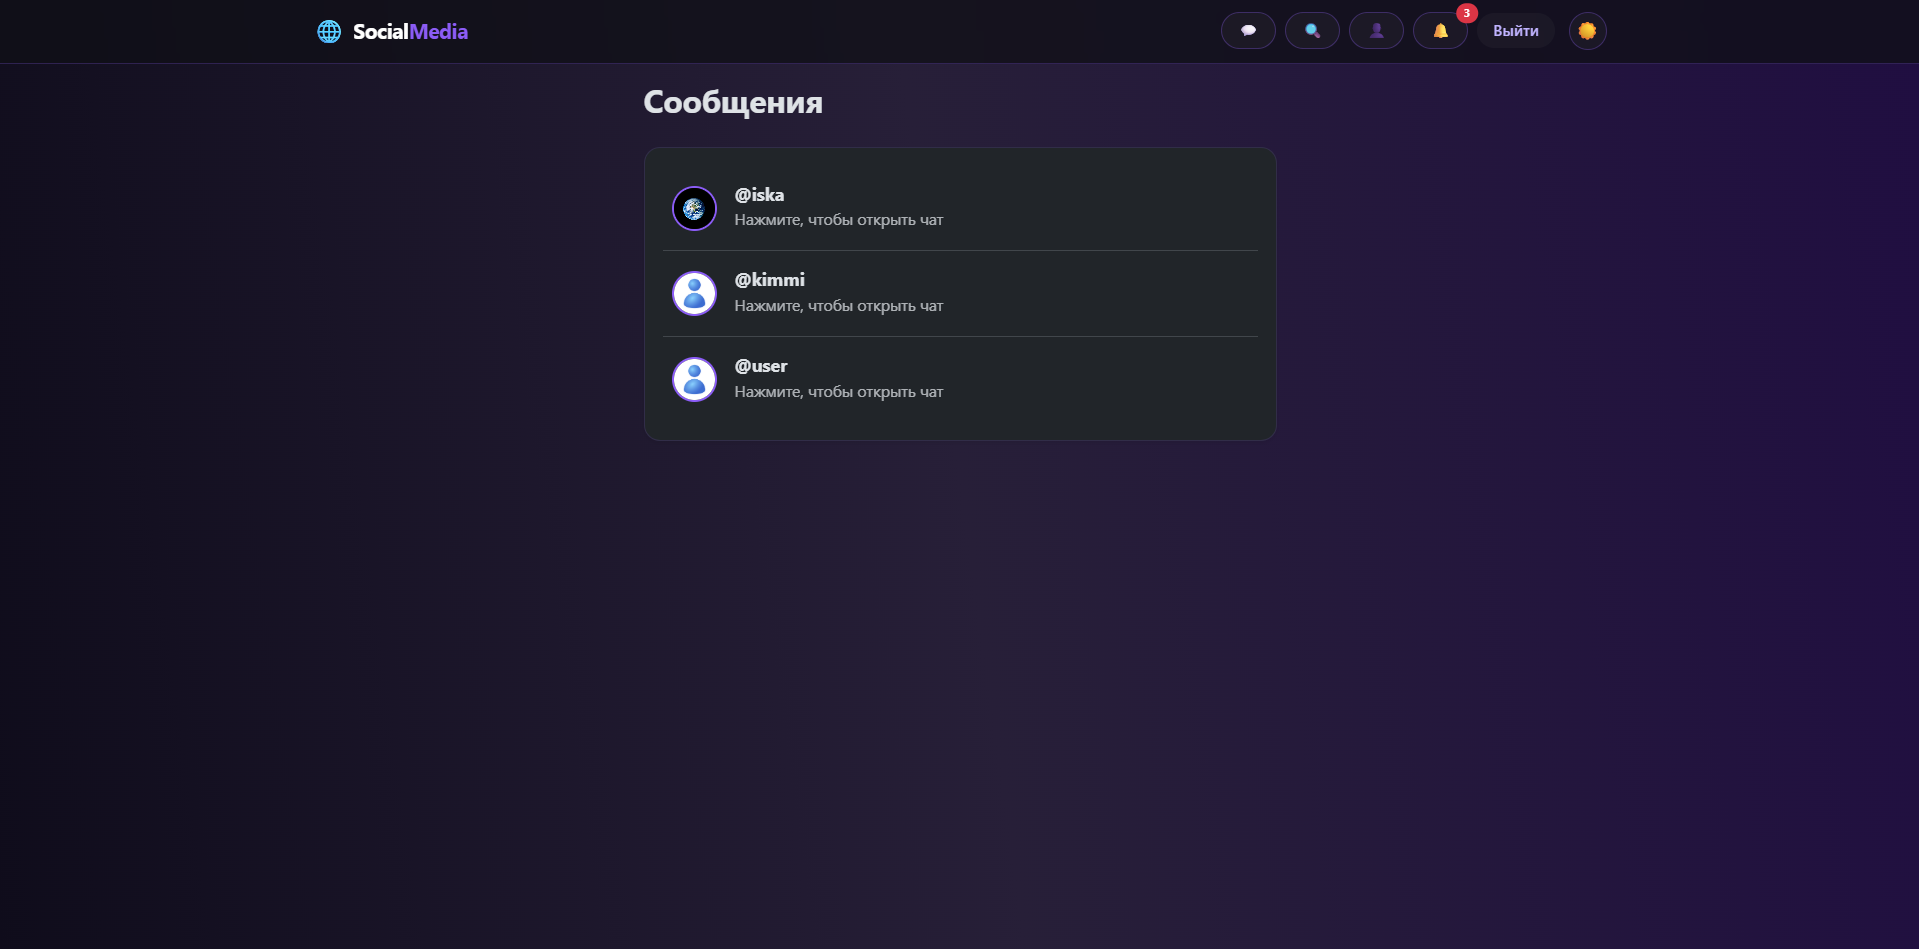 SocialMedia
3
Выйти
Сообщения
@iska
Нажмите, чтобы открыть чат
@kimmi
Нажмите, чтобы открыть чат
@user
Нажмите, чтобы открыть чат